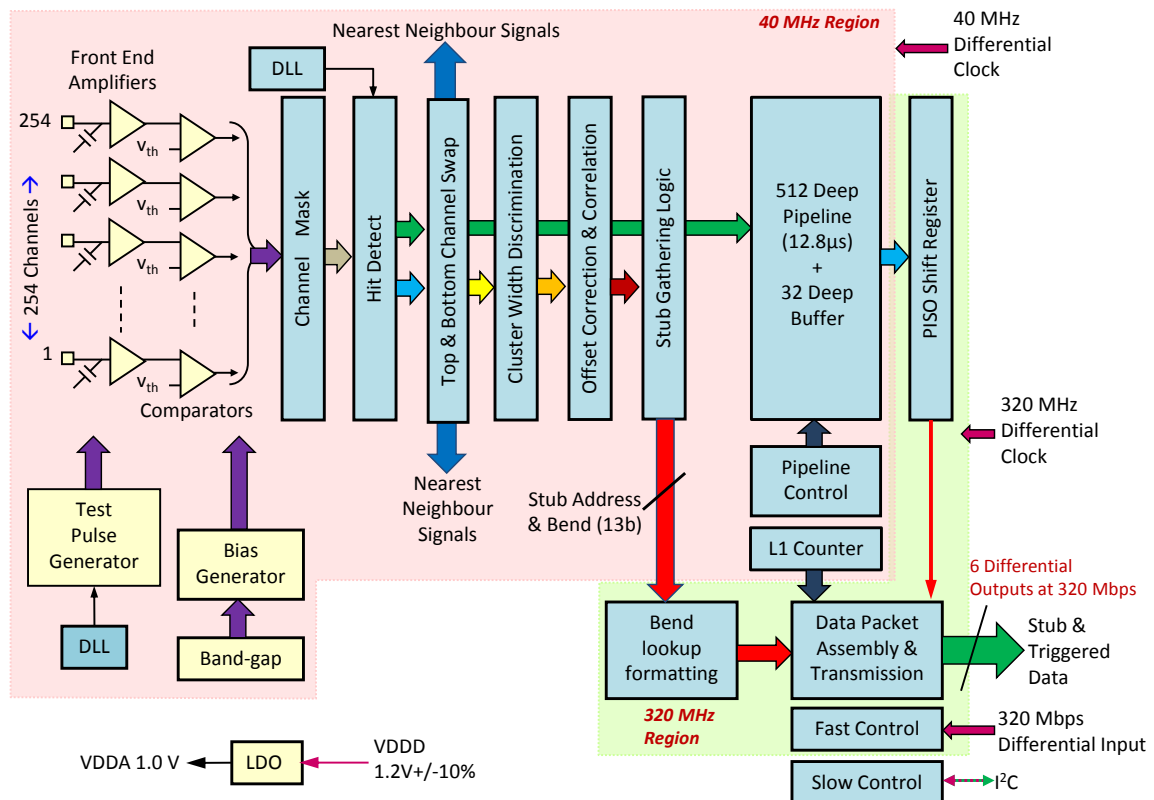 Nearest Neighbour Signals
40 MHz Region
40 MHz
Differential
Clock
Front End
Amplifiers
DLL
254
254 Channels
1
Vth
Vth
Vth
Vth
Comparators
Channel Mask
Hit Detect
Top & Bottom Channel Swap
Cluster Width Discrimination
Offset Correction & Correlation
Stub Gathering Logic
512 Deep
Pipeline
(12.8µs)
+
32 Deep
Buffer
PISO Shift Register
320 MHz
Differential
Clock
Nearest
Neighbour
Signals
Stub Address
& Bend (13b)
Pipeline
Control
L1 Counter
Test
Pulse
Generator
Bias
Generator
DLL
Band-gap
6 Differential
Outputs at 320 Mbps
Bend
lookup
formatting
Data Packet
Assembly &
Transmission
Stub &
Triggered
Data
320 MHz
Region
Fast Control
320 Mbps
Differential Input
Slow Control
I²C
VDDA 1.0 V
LDO
VDDD
1.2V+/-10%